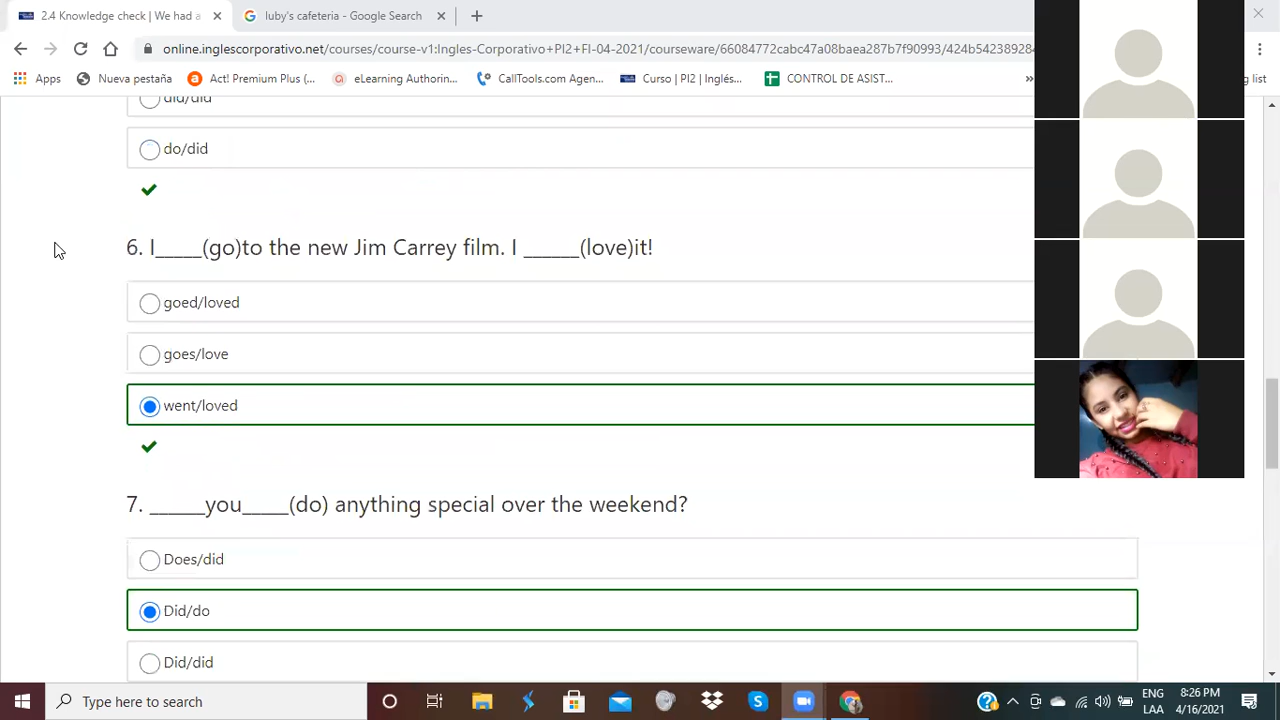 2.4 Knowledge check | We had a
luby's cafeteria - Google Search
online.inglescorporativo.net/courses/course-v1:Ingles-Corporativo+PI2+FI-04-2021/courseware/66084772cabc47a08baea287b7f90993/424b542389284
Apps
Nueva pestaña
Act! Premium Plus (...
eLearning Authorin...
CallTools.com Agen...
Curso | PI2 | Inglés...
CONTROL DE ASIST...
»
g list
did/did
do/did
6. I_____(go)to the new Jim Carrey film. I ______(love)it!
goed/loved
goes/love
went/loved
7. ______you_____(do) anything special over the weekend?
Does/did
Did/do
Did/did
Type here to search
ENG
8:26 PM
LAA
4/16/2021